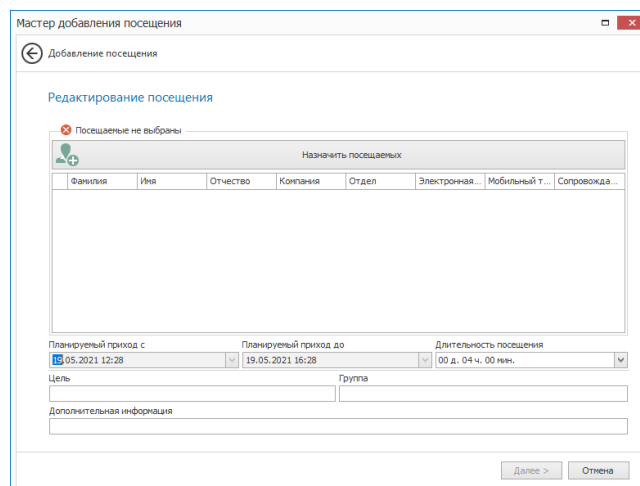 Мастер добавления посещения
Добавление посещения
Редактирование посещения
Посещаемые не выбраны
Назначить посещаемых
Фамилия Имя Отчество Компания Отдел Электронная... Мобильный т... Сопровожда...
Планируемый приход с Планируемый приход до Длительность посещения
19.05.2021 12:28 19.05.2021 16:28 00 д. 04 ч. 00 мин.
Цель Группа
Дополнительная информация
Далее > Отмена